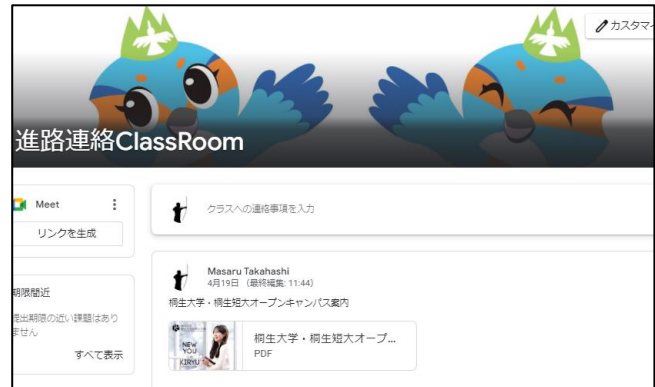 カスタマイ
進路連絡ClassRoom
Meet
リンクを生成
クラスへの連絡事項を入力
期限間近
提出期限の近い課題はあり
ません
すべて表示
Masaru Takahashi
4月19日 （最終編集: 11:44）
桐生大学・桐生短大オープンキャンパス案内
NEW
YOU
KIRYU
桐生大学・桐生短大オープ...
PDF